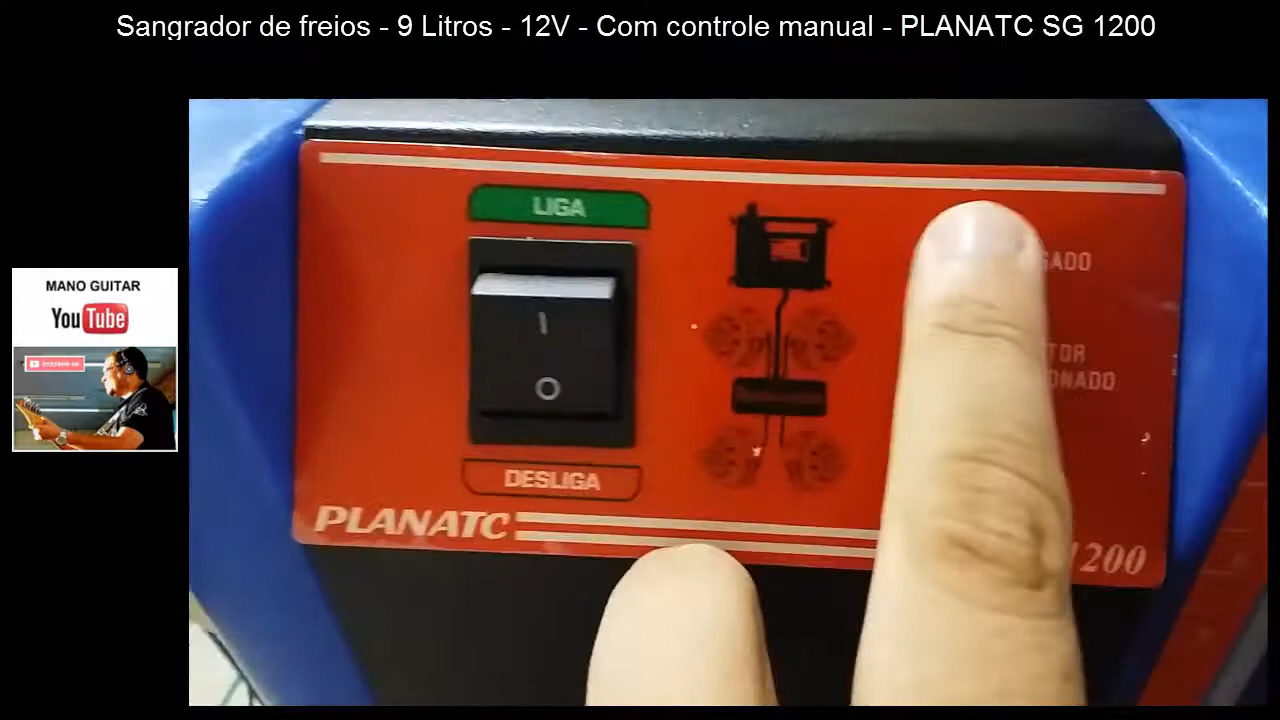 Sangrador de freios - 9 Litros - 12V - Com controle manual - PLANATC SG 1200
MANO GUITAR
YouTube
LIGA
I
O
DESLIGA
PLANATC
1200